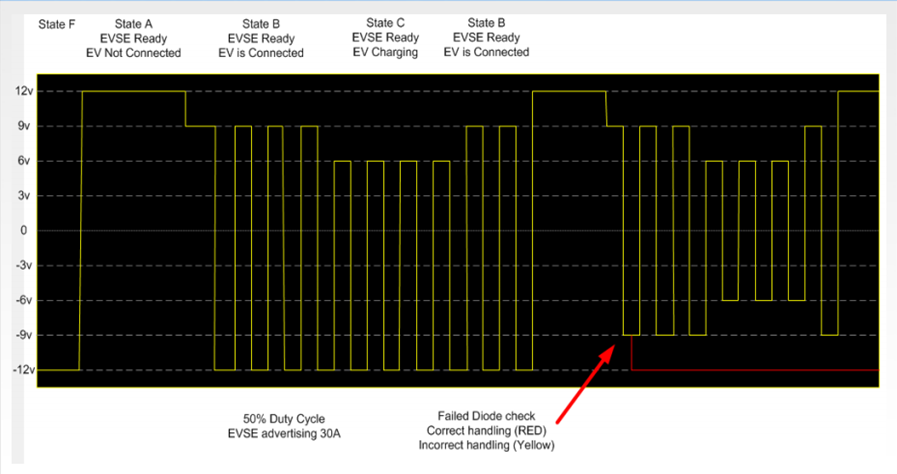 State F
State A
EVSE Ready
EV Not Connected
State B
EVSE Ready
EV is Connected
State C
EVSE Ready
EV Charging
State B
EVSE Ready
EV is Connected
12v
9v
6v
3v
0
-3v
-6v
-9v
-12v
50% Duty Cycle
EVSE advertising 30A
Failed Diode check
Correct handling (RED)
Incorrect handling (Yellow)